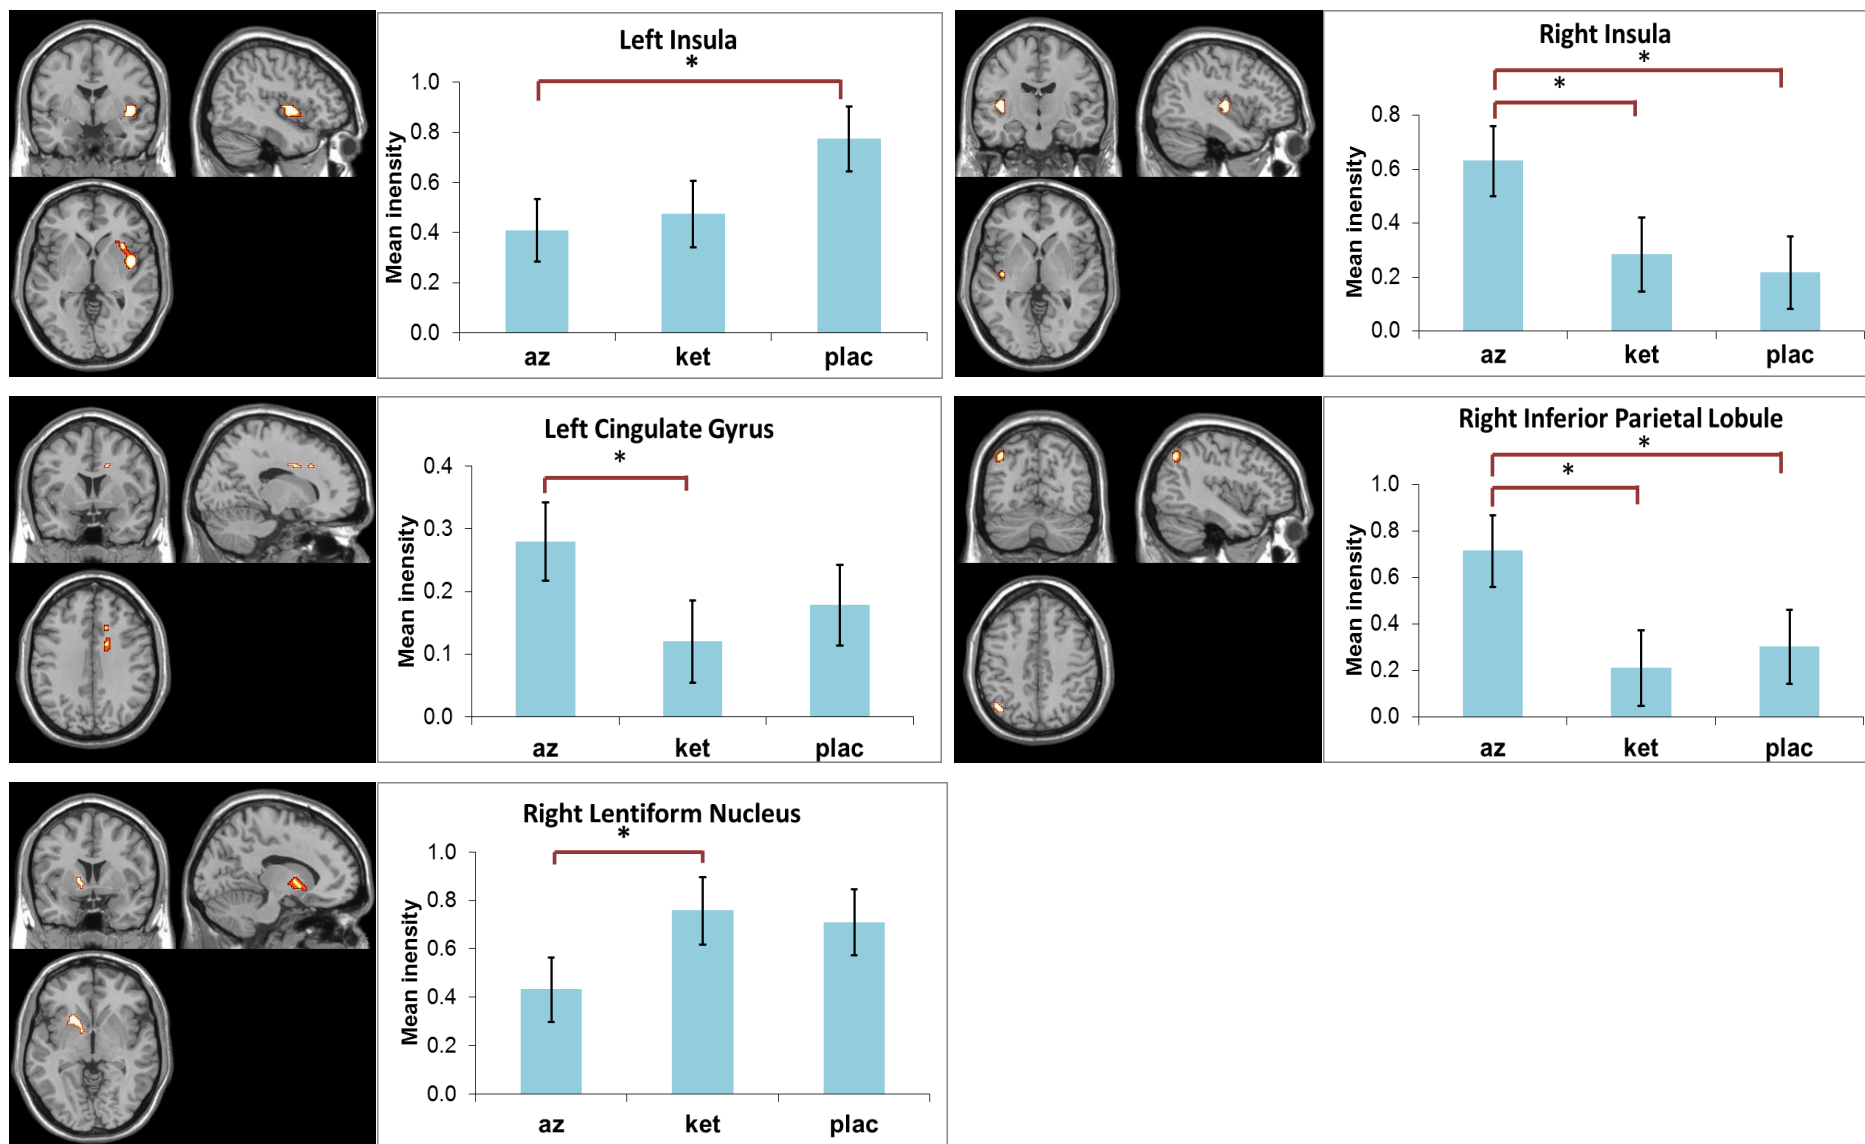 Left Insula
*
1.0
0.8
0.6
0.4
0.2
0.0
Mean inensity
az ket plac
Right Insula
*
*
0.8
0.6
0.4
0.2
0.0
Mean inensity
az ket plac
Left Cingulate Gyrus
*
0.4
0.3
0.2
0.1
0.0
Mean inensity
az ket plac
Right Inferior Parietal Lobule
*
*
1.0
0.8
0.6
0.4
0.2
0.0
Mean inensity
az ket plac
Right Lentiform Nucleus
*
1.0
0.8
0.6
0.4
0.2
0.0
Mean inensity
az ket plac